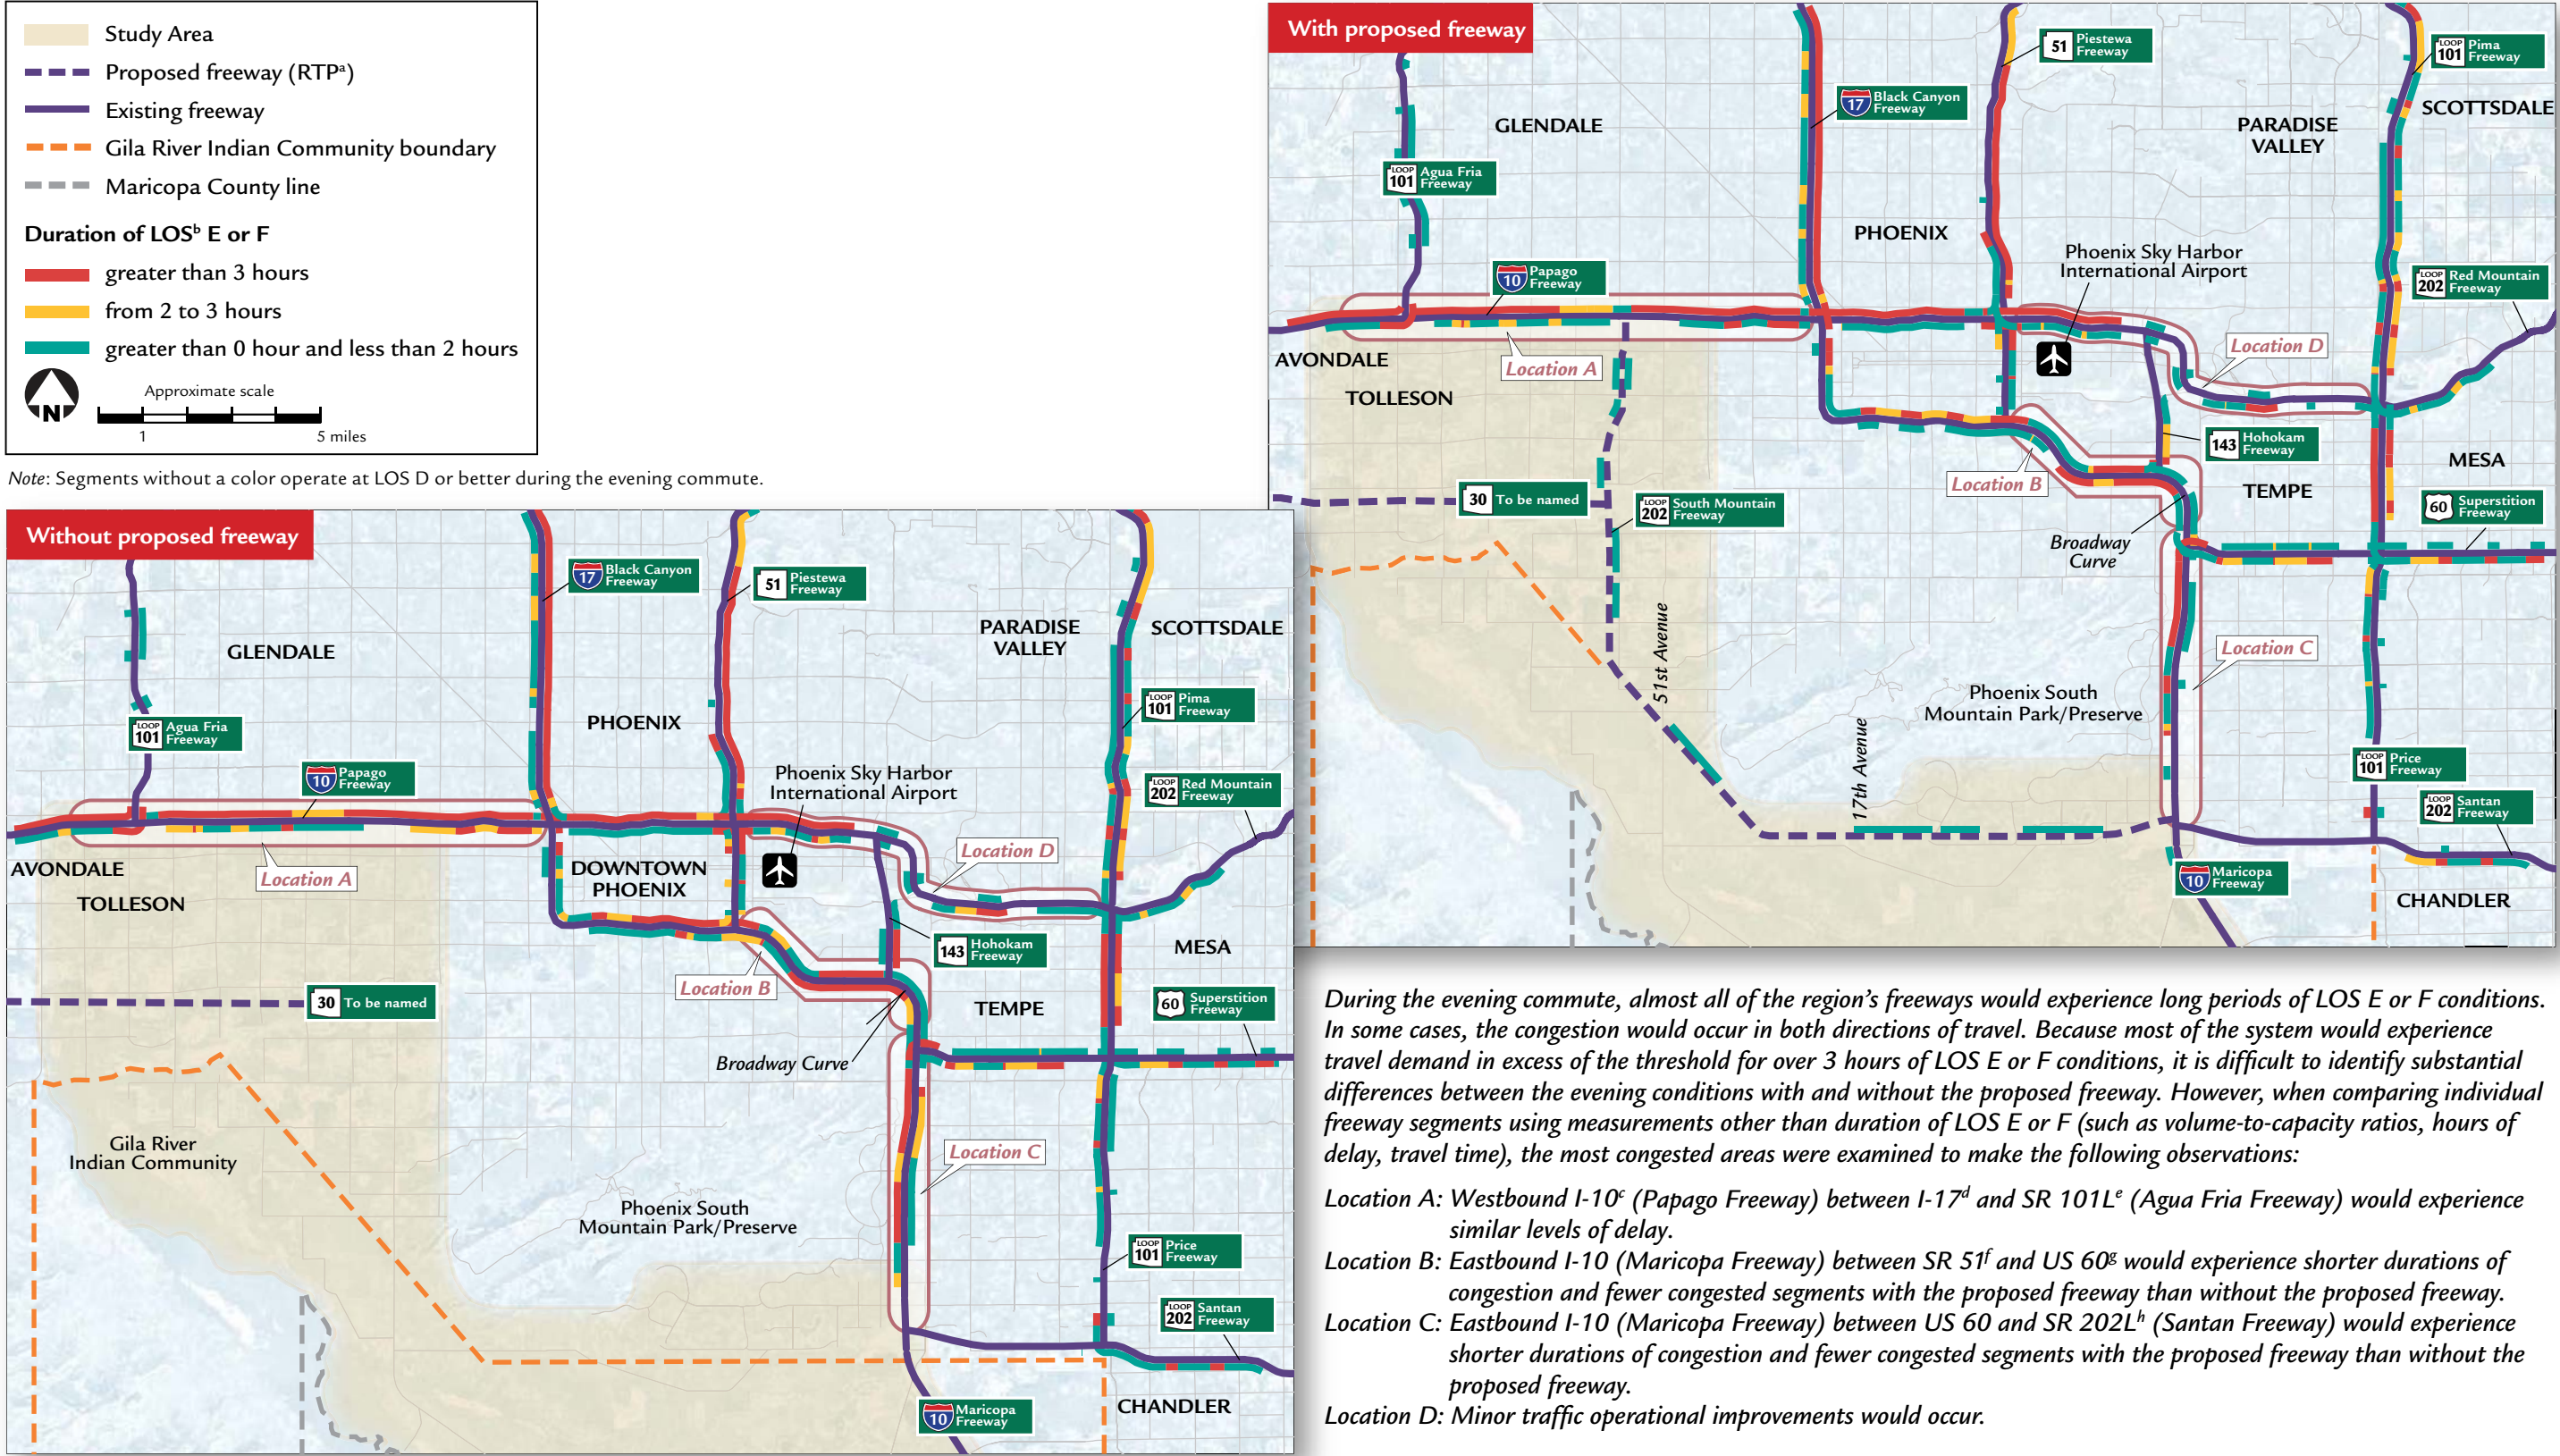 Study Area
Proposed freeway (RTPᵃ)
Existing freeway
Gila River Indian Community boundary
Maricopa County line
Duration of LOSᵇ E or F
greater than 3 hours
from 2 to 3 hours
greater than 0 hour and less than 2 hours
N
Approximate scale
1
5 miles
Note: Segments without a color operate at LOS D or better during the evening commute.
Without proposed freeway
17 Black Canyon
Freeway
51 Piestewa
Freeway
GLENDALE
PARADISE
VALLEY
SCOTTSDALE
LOOP
101 Pima
Freeway
PHOENIX
LOOP
101 Agua Fria
Freeway
10 Papago
Freeway
Phoenix Sky Harbor
International Airport
LOOP
202 Red Mountain
Freeway
Location D
AVONDALE
Location A
DOWNTOWN
PHOENIX
TOLLESON
143 Hohokam
Freeway
MESA
Location B
30 To be named
TEMPE
60 Superstition
Freeway
Broadway Curve
Gila River
Indian Community
Location C
Phoenix South
Mountain Park/Preserve
LOOP
101 Price
Freeway
LOOP
202 Santan
Freeway
10 Maricopa
Freeway
CHANDLER
With proposed freeway
51 Piestewa
Freeway
LOOP
101 Pima
Freeway
17 Black Canyon
Freeway
GLENDALE
PARADISE
VALLEY
SCOTTSDALE
LOOP
101 Agua Fria
Freeway
PHOENIX
Phoenix Sky Harbor
International Airport
10 Papago
Freeway
LOOP
202 Red Mountain
Freeway
AVONDALE
Location A
Location D
TOLLESON
143 Hohokam
Freeway
MESA
Location B
TEMPE
30 To be named
LOOP
202 South Mountain
Freeway
60 Superstition
Freeway
Broadway
Curve
51st Avenue
Location C
Phoenix South
Mountain Park/Preserve
17th Avenue
LOOP
101 Price
Freeway
LOOP
202 Santan
Freeway
10 Maricopa
Freeway
CHANDLER
During the evening commute, almost all of the region’s freeways would experience long periods of LOS E or F conditions.
In some cases, the congestion would occur in both directions of travel. Because most of the system would experience
travel demand in excess of the threshold for over 3 hours of LOS E or F conditions, it is difficult to identify substantial
differences between the evening conditions with and without the proposed freeway. However, when comparing individual
freeway segments using measurements other than duration of LOS E or F (such as volume-to-capacity ratios, hours of
delay, travel time), the most congested areas were examined to make the following observations:
Location A: Westbound I-10ᶜ (Papago Freeway) between I-17ᵈ and SR 101Lᵉ (Agua Fria Freeway) would experience
similar levels of delay.
Location B: Eastbound I-10 (Maricopa Freeway) between SR 51ᶠ and US 60ᵍ would experience shorter durations of
congestion and fewer congested segments with the proposed freeway than without the proposed freeway.
Location C: Eastbound I-10 (Maricopa Freeway) between US 60 and SR 202Lʰ (Santan Freeway) would experience
shorter durations of congestion and fewer congested segments with the proposed freeway than without the
proposed freeway.
Location D: Minor traffic operational improvements would occur.